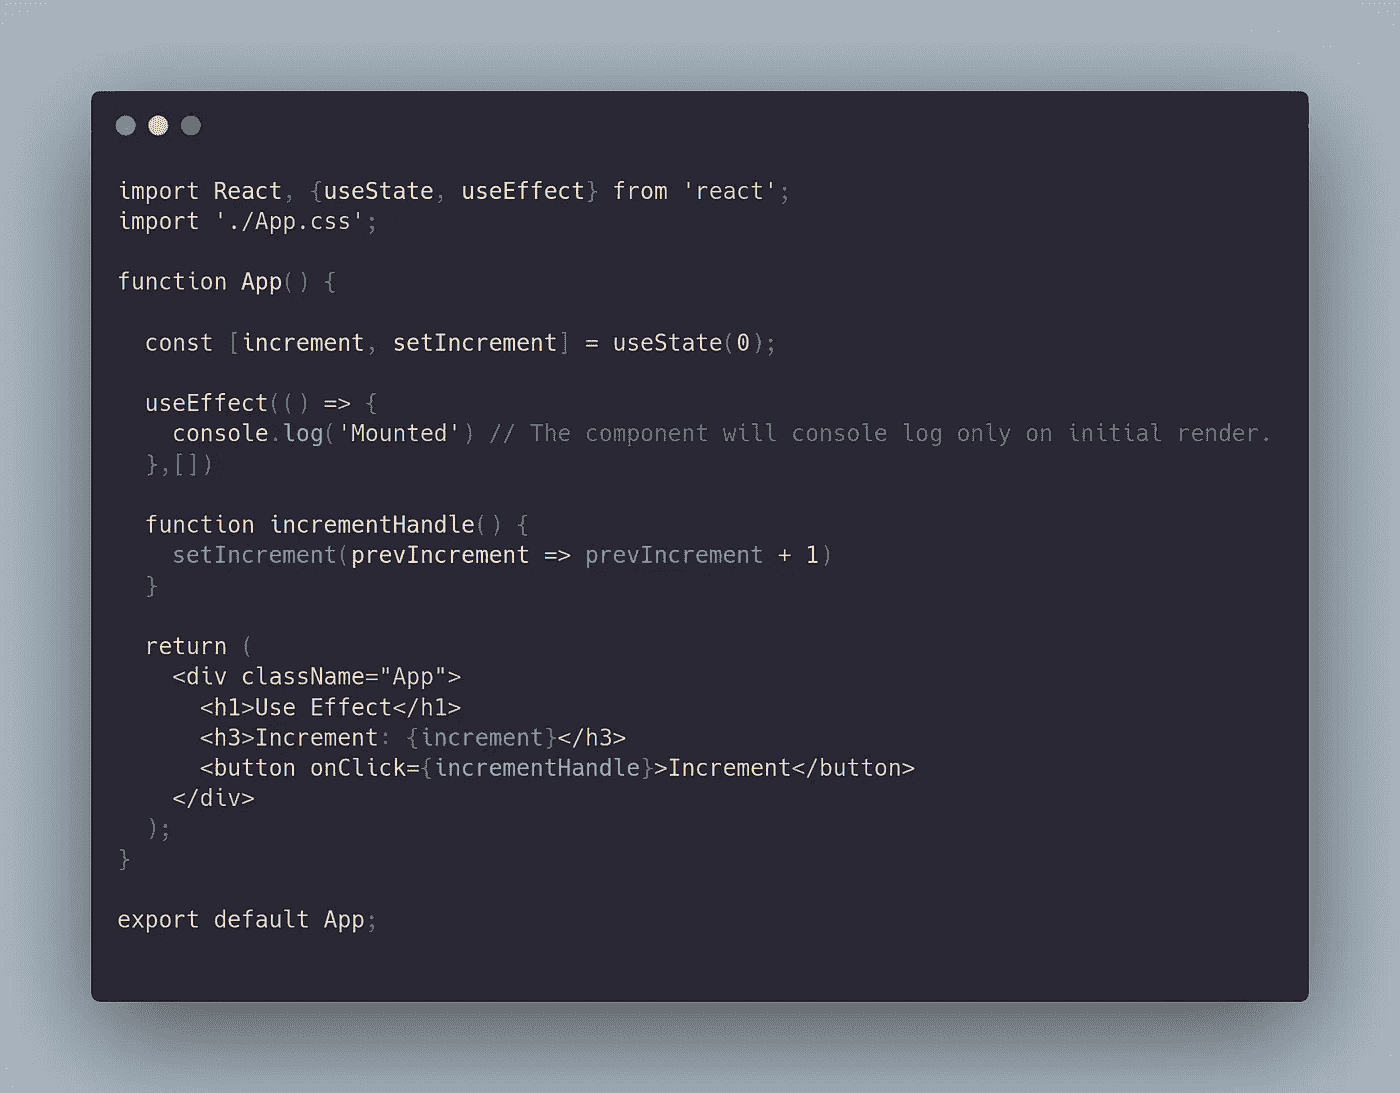 import React, {useState, useEffect} from 'react';
import './App.css';
function App() {
const [increment, setIncrement] = useState(0);
useEffect(() => {
console.log('Mounted') // The component will console log only on initial render.
},[])
function incrementHandle() {
setIncrement(prevIncrement => prevIncrement + 1)
}
return (
<div className="App">
<h1>Use Effect</h1>
<h3>Increment: {increment}</h3>
<button onClick={incrementHandle}>Increment</button>
</div>
);
}
export default App;